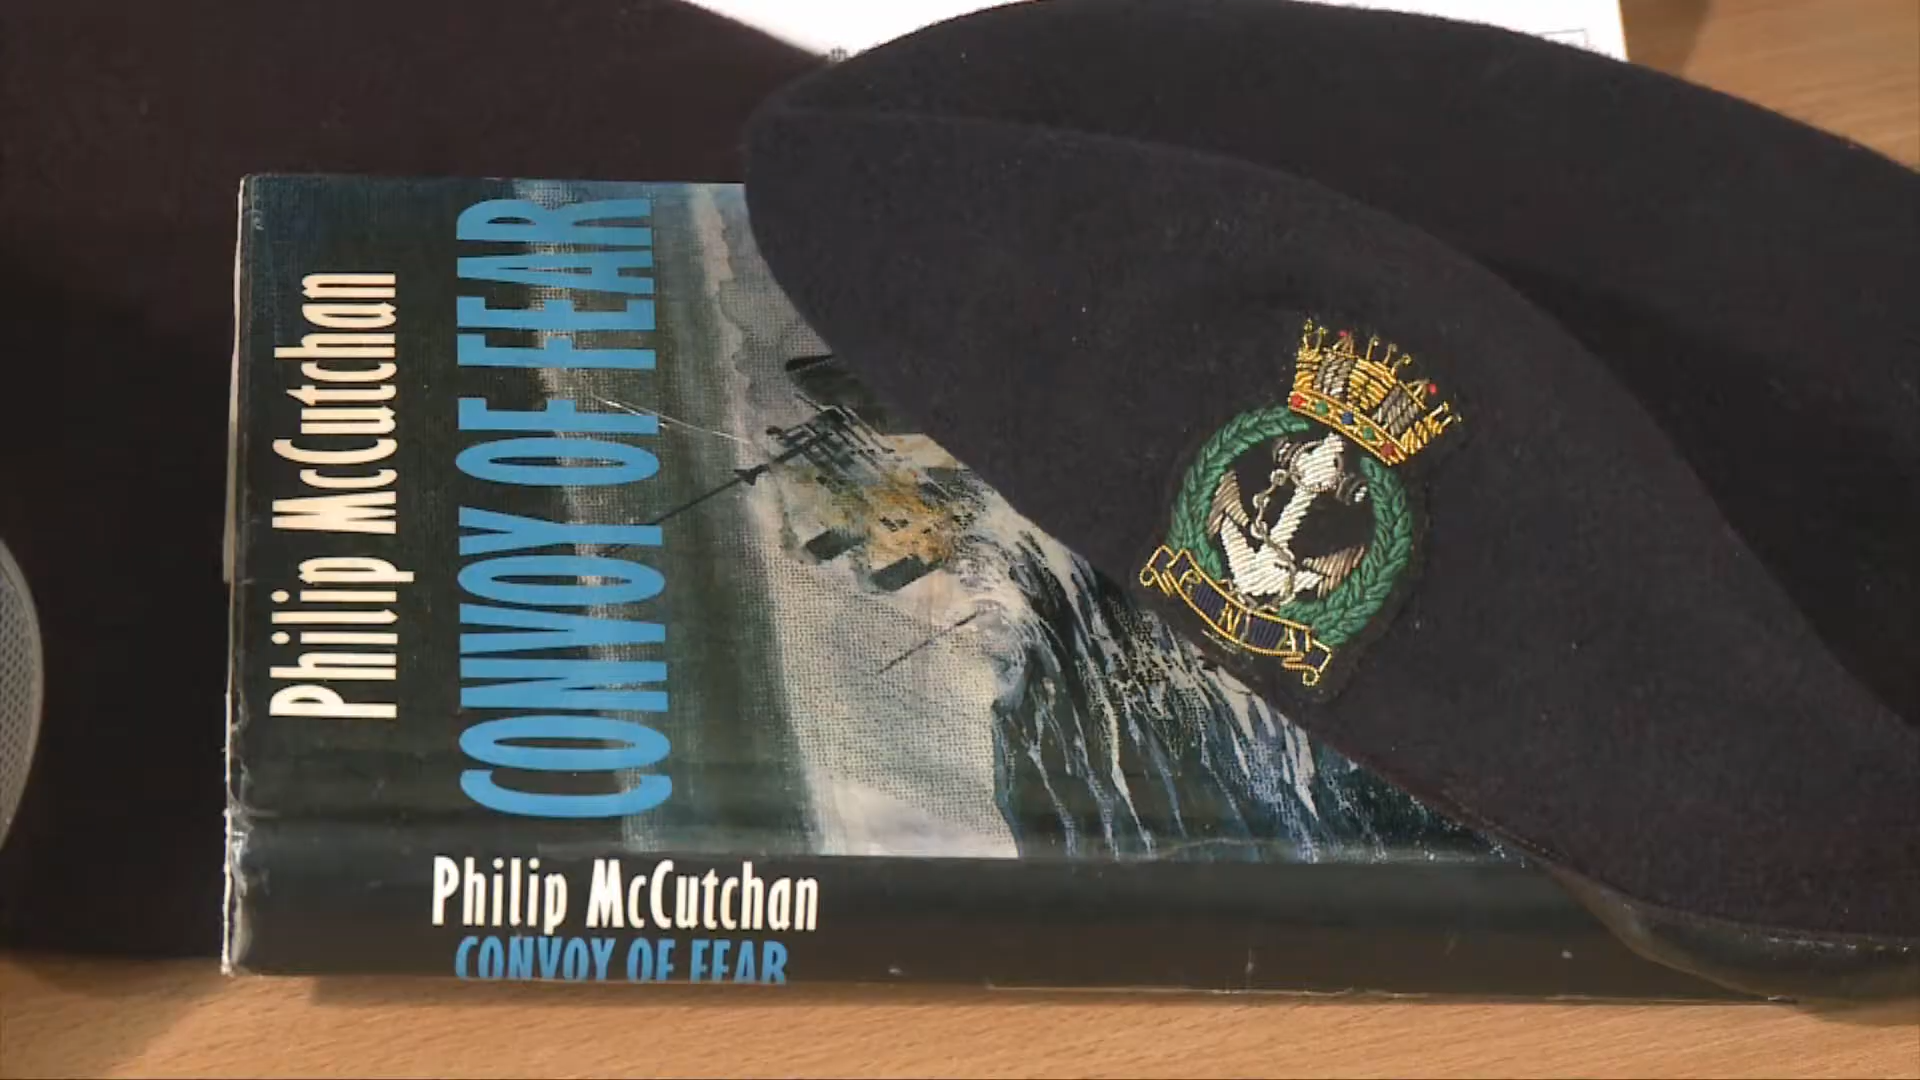 Philip McCutchan
CONVOY OF FEAR
Philip McCutchan
CONVOY OF FEAR
R N A